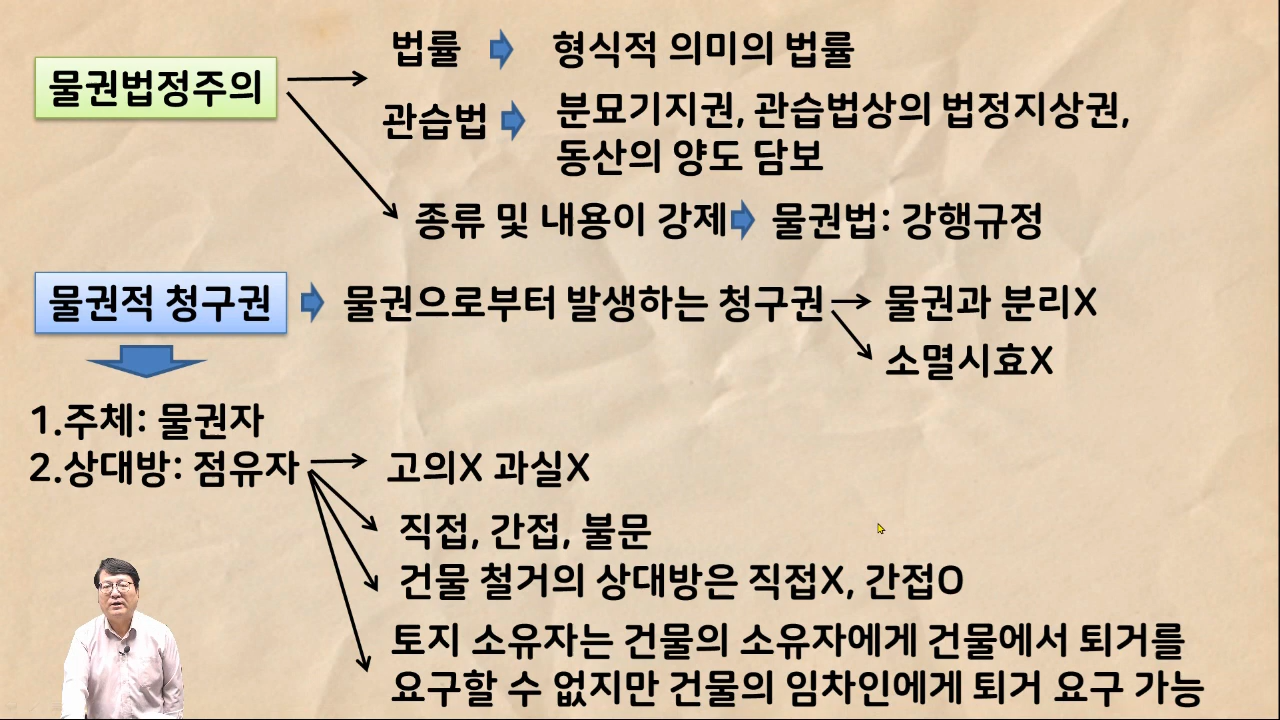 물권법정주의
법률
형식적 의미의 법률
관습법
분묘기지권, 관습법상의 법정지상권,
동산의 양도 담보
종류 및 내용이 강제
물권법: 강행규정
물권적 청구권
물권으로부터 발생하는 청구권
물권과 분리X
소멸시효X
1.주체: 물권자
2.상대방: 점유자
고의X 과실X
직접, 간접, 불문
건물 철거의 상대방은 직접X, 간접O
토지 소유자는 건물의 소유자에게 건물에서 퇴거를
요구할 수 없지만 건물의 임차인에게 퇴거 요구 가능